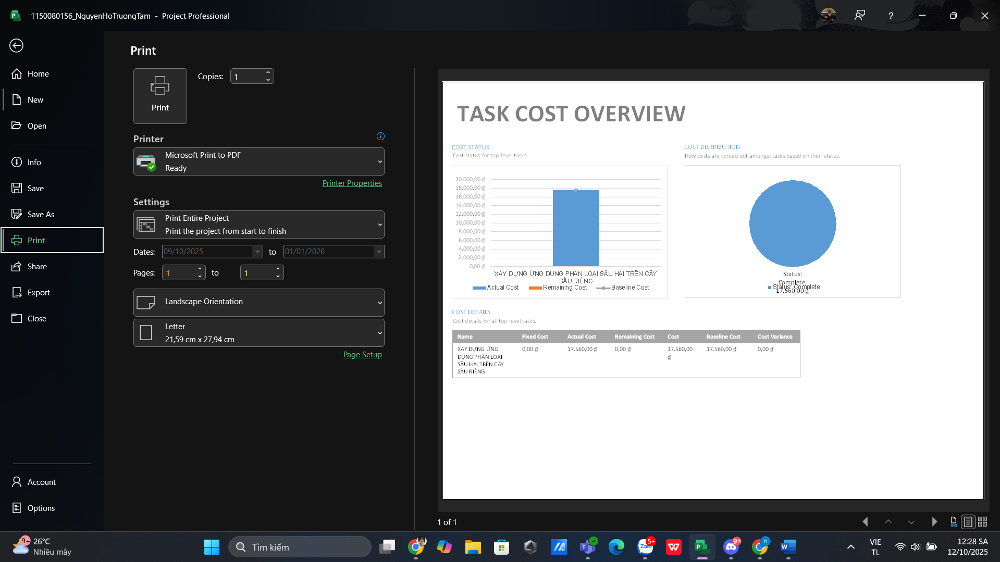 1150080156_NguyenHoTruongTam - Project Professional
?
Home
New
Open
Info
Save
Save As
Print
Share
Export
Close
Account
Options
Print
Print
Copies: 1
Printer
Microsoft Print to PDF
Ready
Printer Properties
Settings
Print Entire Project
Print the project from start to finish
Dates: 09/10/2025 to 01/01/2026
Pages: 1 to 1
Landscape Orientation
Letter
21,59 cm x 27,94 cm
Page Setup
TASK COST OVERVIEW
COST STATUS
Cost status for top-level tasks.
20.000,00 ₫
18.000,00 ₫
16.000,00 ₫
14.000,00 ₫
12.000,00 ₫
10.000,00 ₫
8.000,00 ₫
6.000,00 ₫
4.000,00 ₫
2.000,00 ₫
0,00 ₫
XÂY DỰNG ỨNG DỤNG PHÂN LOẠI SÂU HẠI TRÊN CÂY
SẦU RIÊNG
Actual Cost Remaining Cost Baseline Cost
COST DISTRIBUTION
How costs are spread out amongst tasks based on their status.
Status:
Complete;
17.560,00 ₫
Status: Complete
COST DETAILS
Cost details for all top-level tasks.
Name Fixed Cost Actual Cost Remaining Cost Cost Baseline Cost Cost Variance
XÂY DỰNG ỨNG 0,00 ₫ 17.560,00 ₫ 0,00 ₫ 17.560,00 17.560,00 ₫ 0,00 ₫
DỤNG PHÂN LOẠI ₫
SÂU HẠI TRÊN CÂY
SẦU RIÊNG
1 of 1
100
9+
26°C
Nhiều mây
Tìm kiếm
Zalo
5+
9+
n
VIE
TL
12:28 SA
12/10/2025